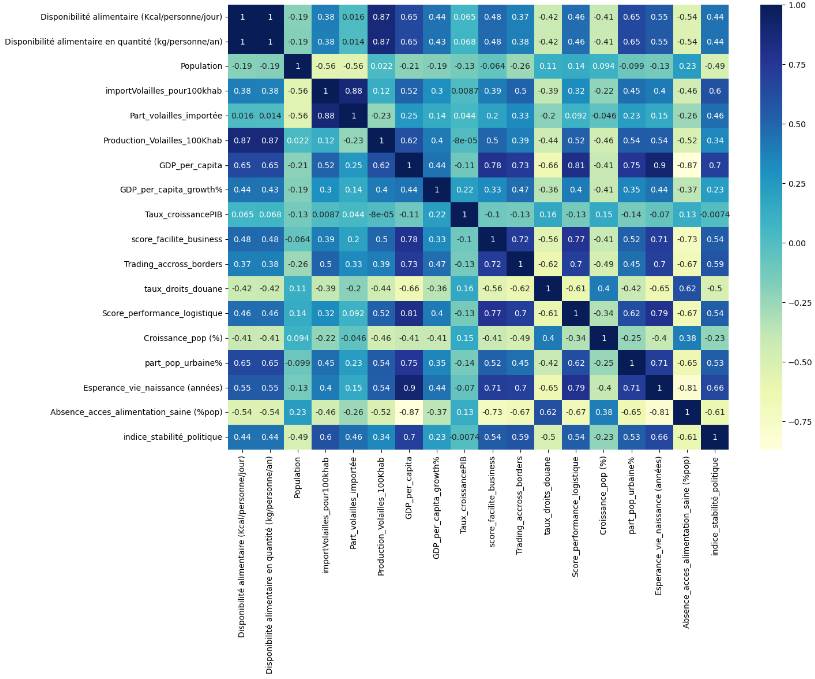 Disponibilité alimentaire (Kcal/personne/jour) 1 1 -0.19 0.38 0.016 0.87 0.65 0.44 0.065 0.48 0.37 -0.42 0.46 -0.41 0.65 0.55 -0.54 0.44
Disponibilité alimentaire en quantité (kg/personne/an) 1 1 -0.19 0.38 0.014 0.87 0.65 0.43 0.068 0.48 0.38 -0.42 0.46 -0.41 0.65 0.55 -0.54 0.44
Population -0.19 -0.19 1 -0.56 -0.56 0.022 -0.21 -0.19 -0.13 -0.064 -0.26 0.11 0.14 0.094 -0.099 -0.13 0.23 -0.49
importVolailles_pour100khab 0.38 0.38 -0.56 1 0.88 0.12 0.52 0.3 0.0087 0.39 0.5 -0.39 0.32 -0.22 0.45 0.4 -0.46 0.6
Part_volailles_importée 0.016 0.014 -0.56 0.88 1 -0.23 0.25 0.14 0.044 0.2 0.33 -0.2 0.092 -0.046 0.23 0.15 -0.26 0.46
Production_Volailles_100Khab 0.87 0.87 0.022 0.12 -0.23 1 0.62 0.4 -8e-05 0.5 0.39 -0.44 0.52 -0.46 0.35 0.54 -0.52 0.34
GDP_per_capita 0.65 0.65 -0.21 0.52 0.25 0.62 1 0.44 -0.11 0.78 0.73 -0.66 0.81 -0.41 0.75 0.9 -0.87 0.7
GDP_per_capita_growth% 0.44 0.43 -0.19 0.3 0.14 0.4 0.44 1 0.22 0.33 0.47 -0.36 0.4 -0.41 0.35 0.44 -0.37 0.23
Taux_croissancePIB 0.065 0.068 -0.13 0.0087 0.044 -8e-05 -0.11 0.22 1 -0.1 -0.13 0.16 -0.13 0.15 -0.14 -0.07 0.13 -0.0074
score_facilite_business 0.48 0.48 -0.064 0.39 0.2 0.5 0.78 0.33 -0.1 1 0.72 -0.56 0.77 -0.41 0.52 0.71 -0.73 0.54
Trading_accross_borders 0.37 0.38 -0.26 0.5 0.33 0.39 0.73 0.47 -0.13 0.72 1 -0.62 0.7 -0.49 0.45 0.7 -0.67 0.59
taux_droits_douane -0.42 -0.42 0.11 -0.39 -0.2 -0.44 -0.66 -0.36 0.16 -0.56 -0.62 1 -0.61 0.4 -0.42 -0.65 0.62 -0.5
Score_performance_logistique 0.46 0.46 0.14 0.32 0.092 0.52 0.81 0.4 -0.13 0.77 0.7 -0.61 1 -0.34 0.62 0.79 -0.67 0.54
Croissance_pop (%) -0.41 -0.41 0.094 -0.22 -0.046 -0.46 -0.41 -0.41 0.15 -0.41 -0.49 0.4 -0.34 1 -0.25 -0.4 0.38 -0.23
part_pop_urbaine% 0.65 0.65 -0.099 0.45 0.23 0.54 0.75 0.35 -0.14 0.52 0.45 -0.42 0.62 -0.25 1 0.71 -0.65 0.53
Esperance_vie_naissance (années) 0.55 0.55 -0.13 0.4 0.15 0.54 0.9 0.44 -0.07 0.71 0.7 -0.65 0.79 -0.4 0.71 1 -0.81 0.66
Absence_acces_alimentation_saine (%pop) -0.54 -0.54 0.23 -0.46 -0.26 -0.52 -0.87 -0.37 0.13 -0.73 -0.67 0.62 -0.67 0.38 -0.65 -0.81 1 -0.61
indice_stabilité_politique 0.44 0.44 -0.49 0.6 0.46 0.34 0.7 0.23 -0.0074 0.54 0.59 -0.5 0.54 -0.23 0.53 0.66 -0.61 1
Disponibilité alimentaire (Kcal/personne/jour)
Disponibilité alimentaire en quantité (kg/personne/an)
Population
importVolailles_pour100khab
Part_volailles_importée
Production_Volailles_100Khab
GDP_per_capita
GDP_per_capita_growth%
Taux_croissancePIB
score_facilite_business
Trading_accross_borders
taux_droits_douane
Score_performance_logistique
Croissance_pop (%)
part_pop_urbaine%
Esperance_vie_naissance (années)
Absence_acces_alimentation_saine (%pop)
indice_stabilité_politique
1.00
0.75
0.50
0.25
0.00
−0.25
−0.50
−0.75